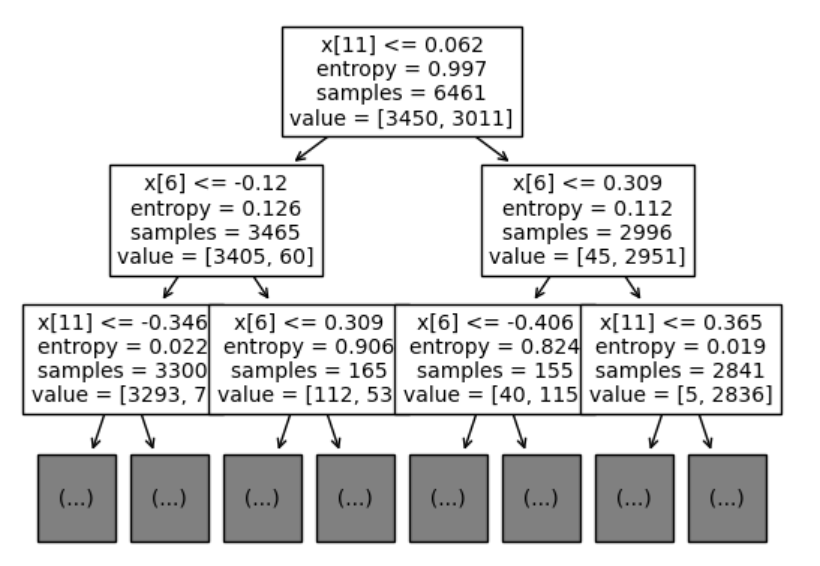 x[11] <= 0.062
entropy = 0.997
samples = 6461
value = [3450, 3011]
x[6] <= -0.12
entropy = 0.126
samples = 3465
value = [3405, 60]
x[6] <= 0.309
entropy = 0.112
samples = 2996
value = [45, 2951]
x[11] <= -0.346
entropy = 0.022
samples = 3300
value = [3293, 7
x[6] <= 0.309
entropy = 0.906
samples = 165
value = [112, 53
x[6] <= -0.406
entropy = 0.824
samples = 155
value = [40, 115
x[11] <= 0.365
entropy = 0.019
samples = 2841
value = [5, 2836]
(...)
(...)
(...)
(...)
(...)
(...)
(...)
(...)